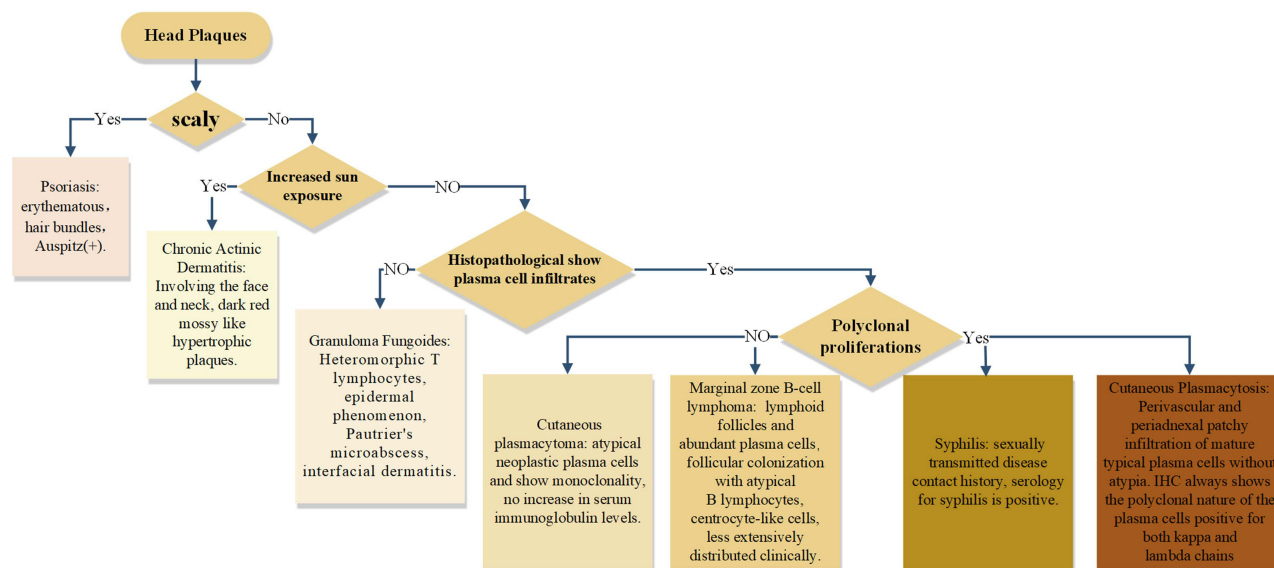 Head Plaques
scaly
Yes
No
Psoriasis:
erythematous,
hair bundles,
Auspitz(+).
Increased sun
exposure
Yes
NO
Chronic Actinic
Dermatitis:
Involving the face
and neck, dark red
mossy like
hypertrophic
plaques.
Histopathological show
plasma cell infiltrates
NO
Yes
Granuloma Fungoides:
Heteromorphic T
lymphocytes,
epidermal
phenomenon,
Pautrier's
microabscess,
interfacial dermatitis.
Polyclonal
proliferations
NO
Yes
Cutaneous
plasmacytoma: atypical
neoplastic plasma cells
and show monoclonality,
no increase in serum
immunoglobulin levels.
Marginal zone B-cell
lymphoma: lymphoid
follicles and
abundant plasma cells,
follicular colonization
with atypical
B lymphocytes,
centrocyte-like cells,
less extensively
distributed clinically.
Syphilis: sexually
transmitted disease
contact history, serology
for syphilis is positive.
Cutaneous Plasmacytosis:
Perivascular and
periadnexal patchy
infiltration of mature
typical plasma cells without
atypia. IHC always shows
the polyclonal nature of the
plasma cells positive for
both kappa and
lambda chains